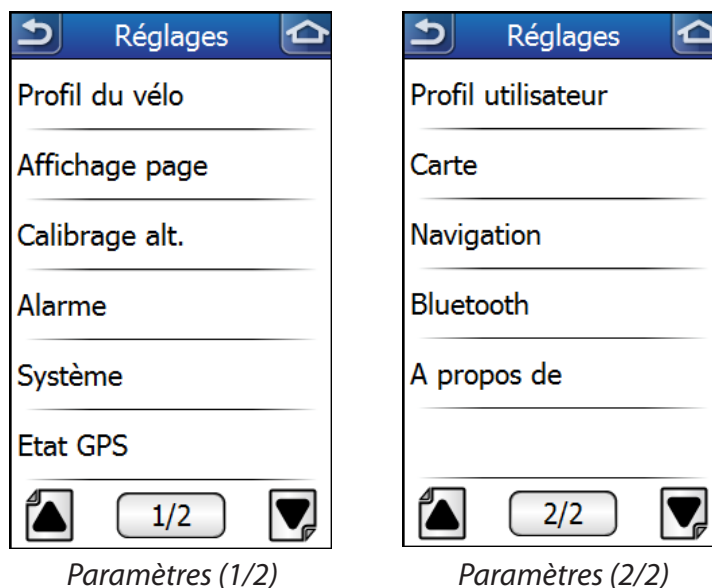 Réglages
Profil du vélo
Affichage page
Calibrage alt.
Alarme
Système
Etat GPS
1/2
Paramètres (1/2)
Réglages
Profil utilisateur
Carte
Navigation
Bluetooth
A propos de
2/2
Paramètres (2/2)